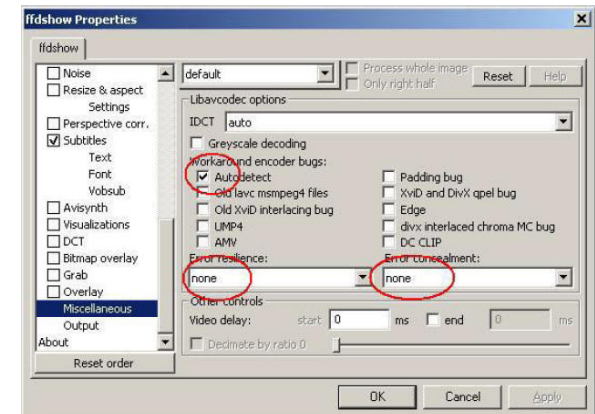 ffdshow Properties
ffdshow
Noise
Resize & aspect
Settings
Perspective corr.
Subtitles
Text
Font
Vobsub
Avisynth
Visualizations
DCT
Bitmap overlay
Grab
Overlay
Miscellaneous
Output
About
Reset order
default
Process whole image
Only right half
Reset
Help
Libavcodec options
IDCT auto
Greyscale decoding
Workaround encoder bugs:
Autodetect
Padding bug
Old lavc msmpeg4 files
XviD and DivX qpel bug
Old XviD interlacing bug
Edge
UMP4
divx interlaced chroma MC bug
AMV
DC CLIP
Error resilience:
Error concealment:
none
none
Other controls
Video delay: start 0 ms end 0 ms
Decimate by ratio 0
OK
Cancel
Apply